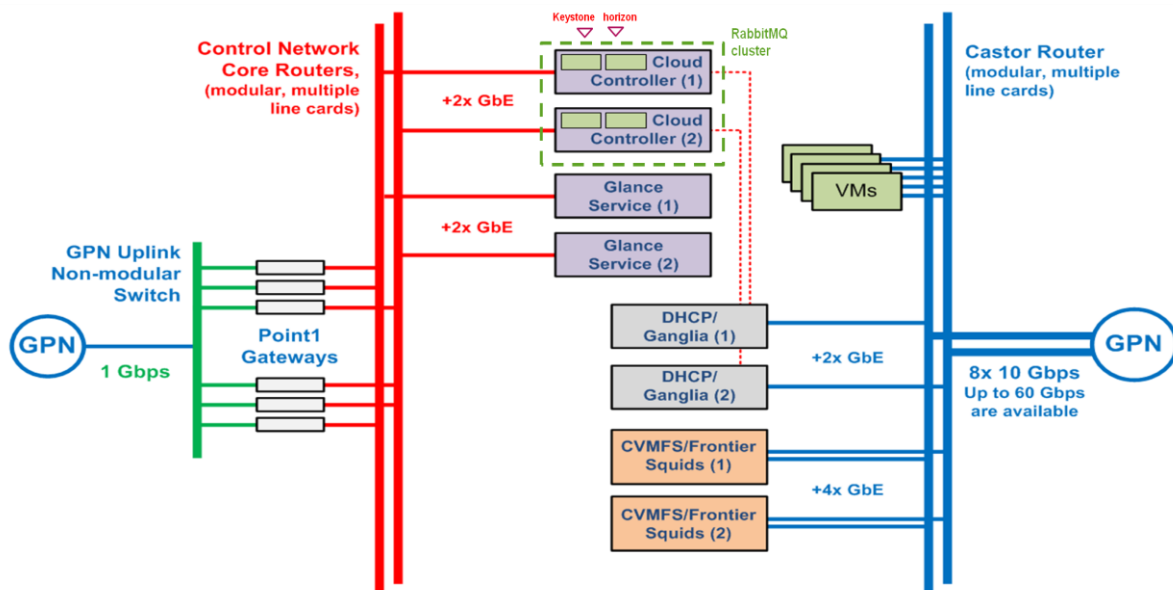 Keystone horizon
RabbitMQ
cluster
Control Network
Core Routers,
(modular, multiple
line cards)
+2x GbE
Cloud
Controller (1)
Cloud
Controller (2)
Castor Router
(modular, multiple
line cards)
VMs
Glance
Service (1)
+2x GbE
Glance
Service (2)
GPN Uplink
Non-modular
Switch
GPN
1 Gbps
Point1
Gateways
DHCP/
Ganglia (1)
+2x GbE
DHCP/
Ganglia (2)
GPN
8x 10 Gbps
Up to 60 Gbps
are available
CVMFS/Frontier
Squids (1)
+4x GbE
CVMFS/Frontier
Squids (2)